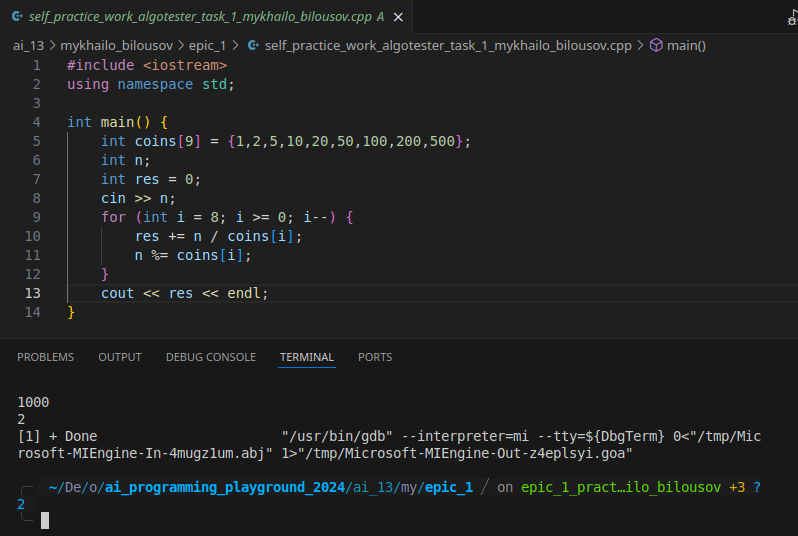 self_practice_work_algotester_task_1_mykhailo_bilousov.cpp A
ai_13 > mykhailo_bilousov > epic_1 > self_practice_work_algotester_task_1_mykhailo_bilousov.cpp > main()
1 #include <iostream>
2 using namespace std;
3
4 int main() {
5     int coins[9] = {1,2,5,10,20,50,100,200,500};
6     int n;
7     int res = 0;
8     cin >> n;
9     for (int i = 8; i >= 0; i--) {
10         res += n / coins[i];
11         n %= coins[i];
12     }
13     cout << res << endl;
14 }
PROBLEMS OUTPUT DEBUG CONSOLE TERMINAL PORTS
1000
2
[1] + Done                       "/usr/bin/gdb" --interpreter=mi --tty=${DbgTerm} 0<"/tmp/Mic
rosoft-MIEngine-In-4mugz1um.abj" 1>"/tmp/Microsoft-MIEngine-Out-z4eplsyi.goa"
~/De/o/ai_programming_playground_2024/ai_13/my/epic_1 / on epic_1_pract…ilo_bilousov +3 ?
2